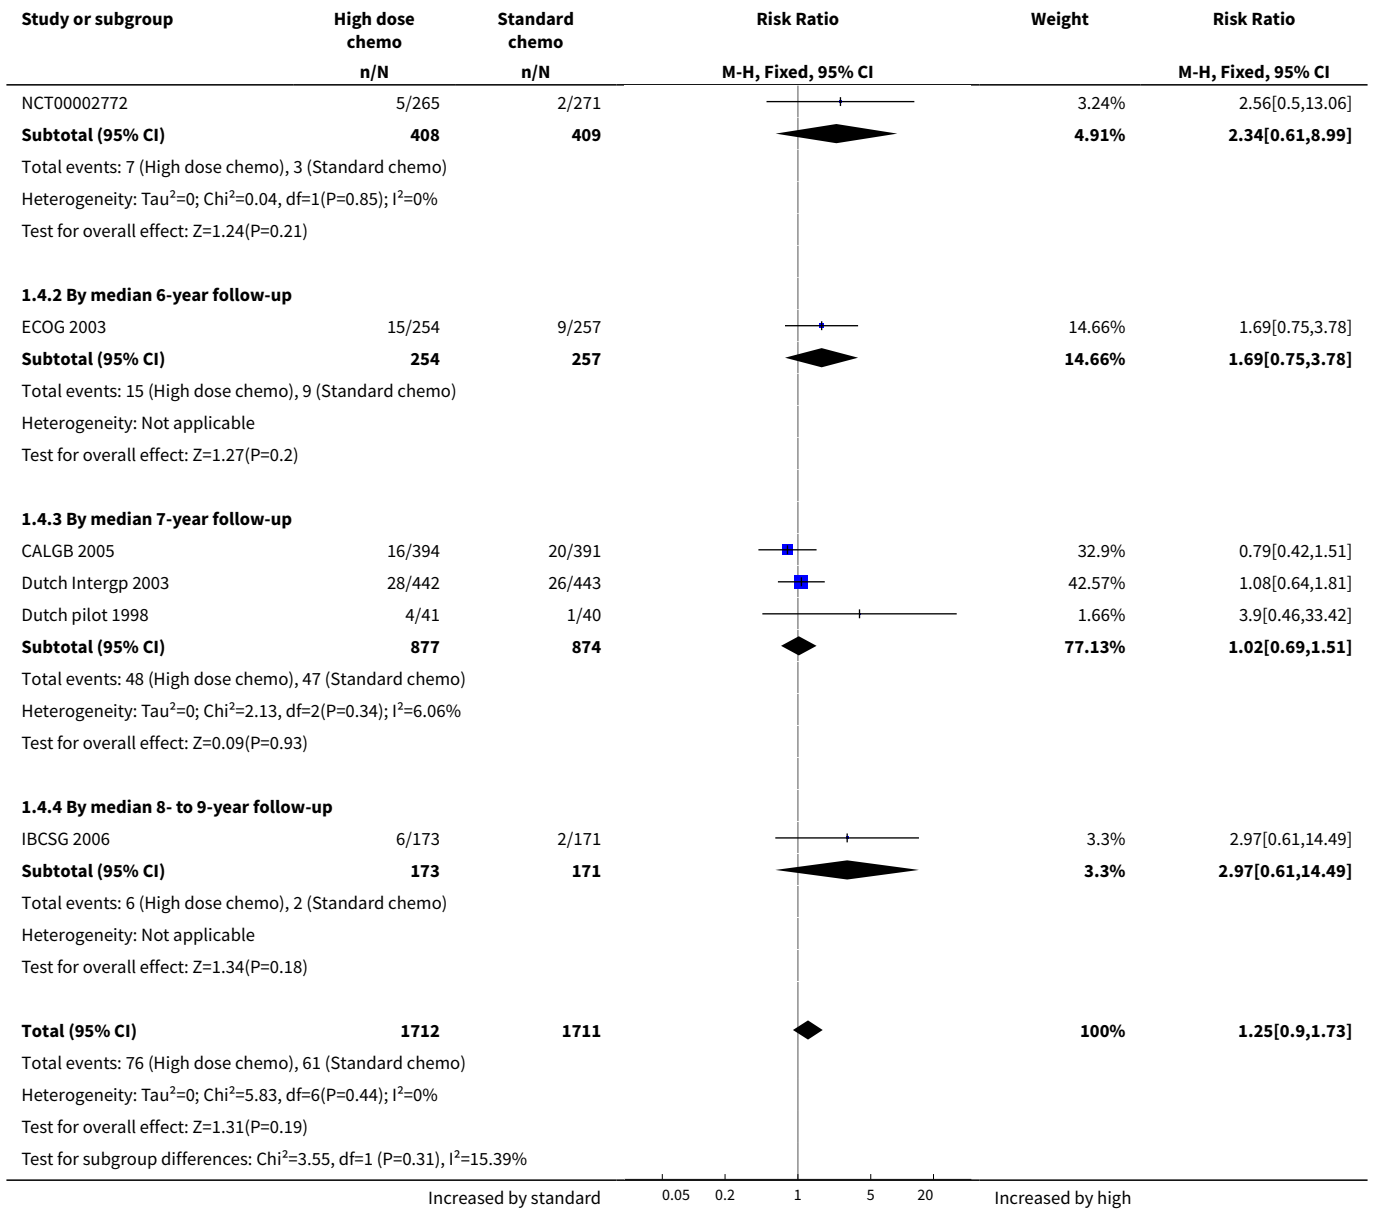 Study or subgroup High dose chemo Standard chemo Risk Ratio Weight Risk Ratio
n/N n/N M-H, Fixed, 95% CI M-H, Fixed, 95% CI
NCT00002772 5/265 2/271 3.24% 2.56[0.5,13.06]
Subtotal (95% CI) 408 409 4.91% 2.34[0.61,8.99]
Total events: 7 (High dose chemo), 3 (Standard chemo)
Heterogeneity: Tau²=0; Chi²=0.04, df=1(P=0.85); I²=0%
Test for overall effect: Z=1.24(P=0.21)
1.4.2 By median 6-year follow-up
ECOG 2003 15/254 9/257 14.66% 1.69[0.75,3.78]
Subtotal (95% CI) 254 257 14.66% 1.69[0.75,3.78]
Total events: 15 (High dose chemo), 9 (Standard chemo)
Heterogeneity: Not applicable
Test for overall effect: Z=1.27(P=0.2)
1.4.3 By median 7-year follow-up
CALGB 2005 16/394 20/391 32.9% 0.79[0.42,1.51]
Dutch Intergp 2003 28/442 26/443 42.57% 1.08[0.64,1.81]
Dutch pilot 1998 4/41 1/40 1.66% 3.9[0.46,33.42]
Subtotal (95% CI) 877 874 77.13% 1.02[0.69,1.51]
Total events: 48 (High dose chemo), 47 (Standard chemo)
Heterogeneity: Tau²=0; Chi²=2.13, df=2(P=0.34); I²=6.06%
Test for overall effect: Z=0.09(P=0.93)
1.4.4 By median 8- to 9-year follow-up
IBCSG 2006 6/173 2/171 3.3% 2.97[0.61,14.49]
Subtotal (95% CI) 173 171 3.3% 2.97[0.61,14.49]
Total events: 6 (High dose chemo), 2 (Standard chemo)
Heterogeneity: Not applicable
Test for overall effect: Z=1.34(P=0.18)
Total (95% CI) 1712 1711 100% 1.25[0.9,1.73]
Total events: 76 (High dose chemo), 61 (Standard chemo)
Heterogeneity: Tau²=0; Chi²=5.83, df=6(P=0.44); I²=0%
Test for overall effect: Z=1.31(P=0.19)
Test for subgroup differences: Chi²=3.55, df=1 (P=0.31), I²=15.39%
Increased by standard 0.05 0.2 1 5 20 Increased by high